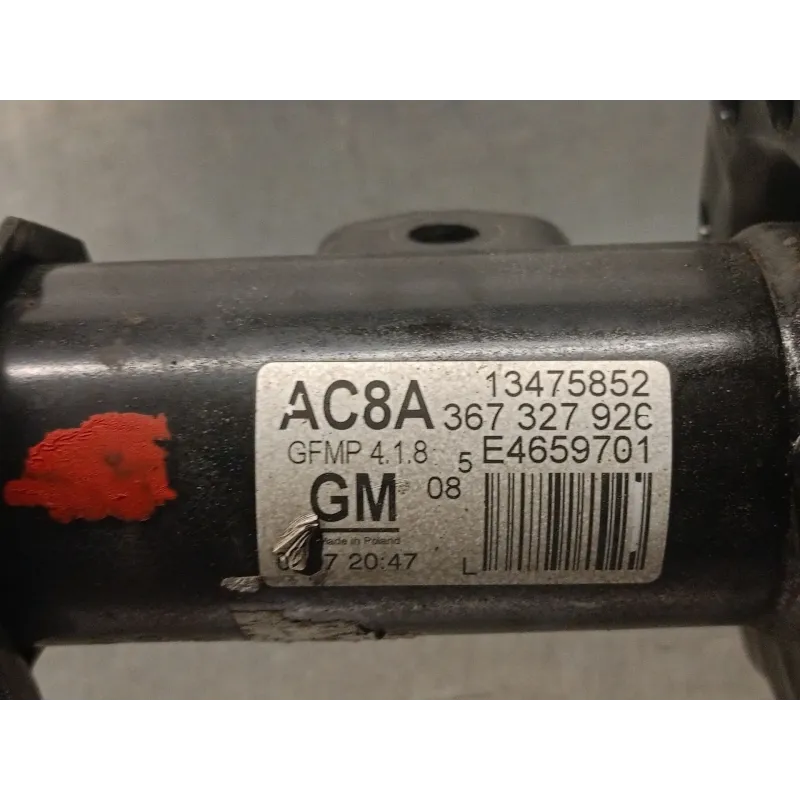 AC8A 13475852
367 327 926
GFMP 4.1.8 5 E4659701
GM 08
Made in Poland
20:47 L